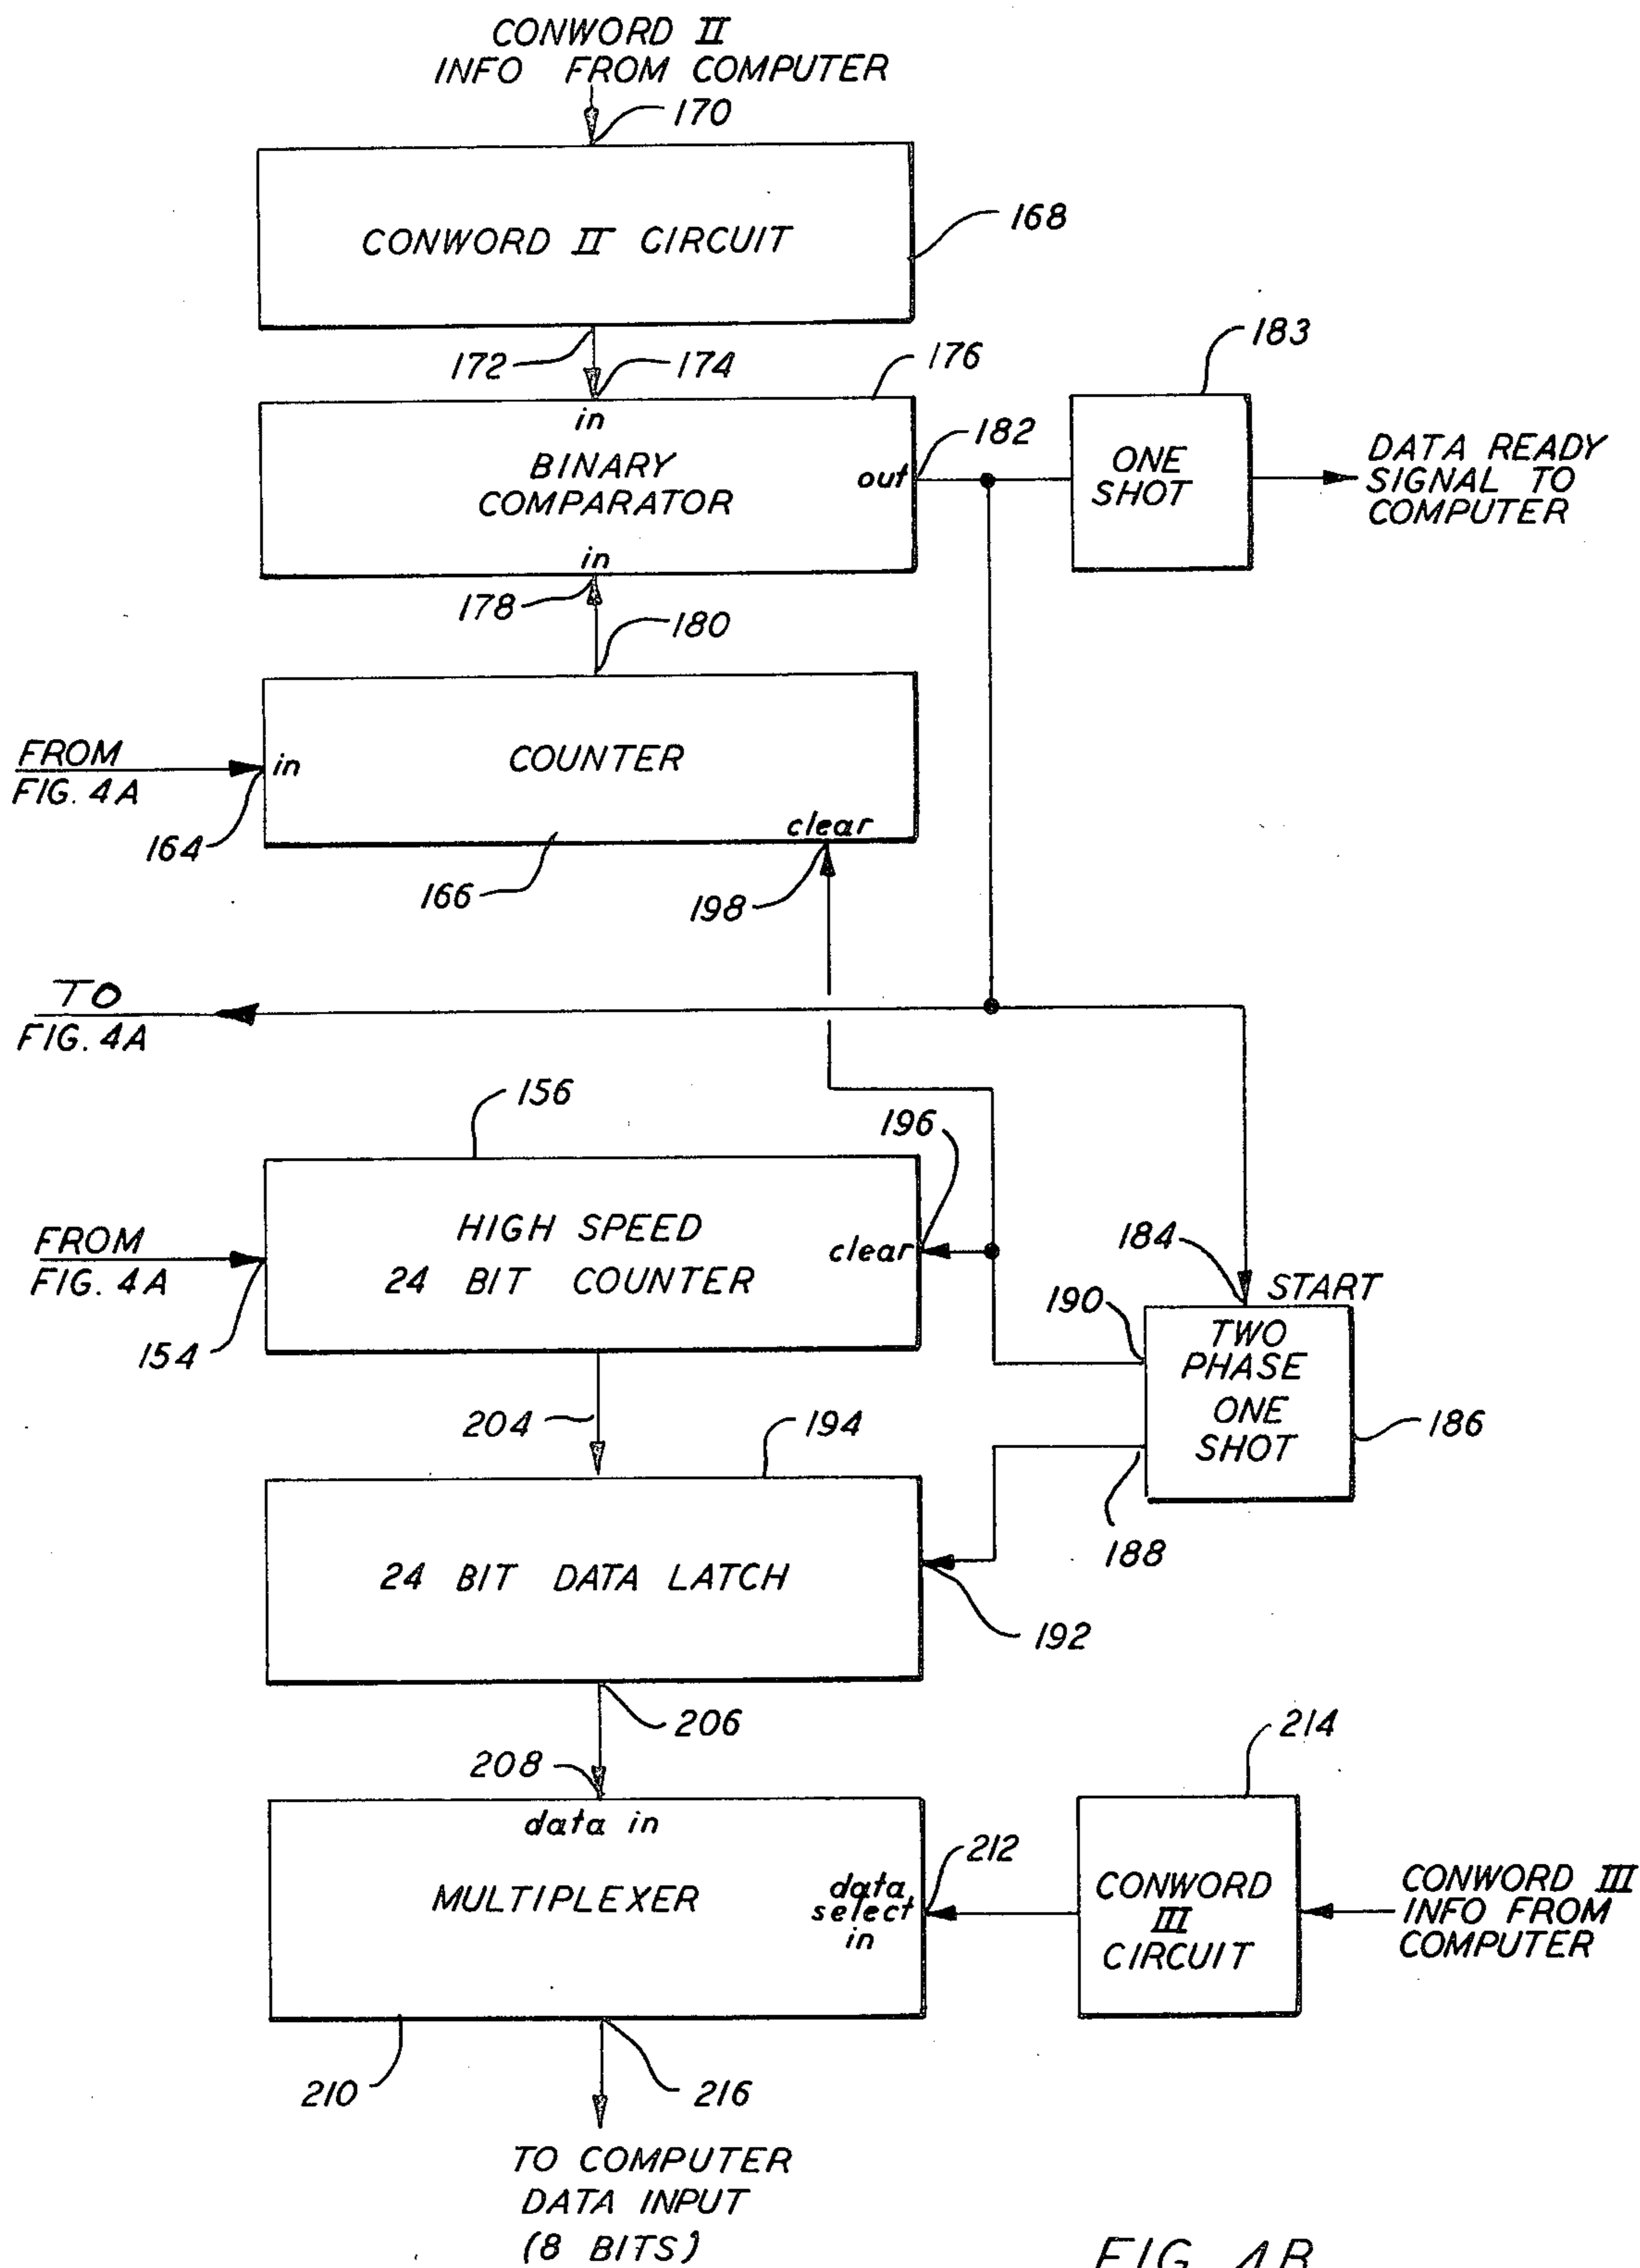 CONWORD II
INFO FROM COMPUTER
170
CONWORD II CIRCUIT
168
172
174
176
183
in
BINARY
COMPARATOR
in
out
182
ONE
SHOT
DATA READY
SIGNAL TO
COMPUTER
178
180
FROM
FIG. 4A
164
in
COUNTER
clear
166
198
TO
FIG. 4A
156
196
FROM
FIG. 4A
154
HIGH SPEED
24 BIT COUNTER
clear
184
START
190
TWO
PHASE
ONE
SHOT
186
188
204
194
24 BIT DATA LATCH
192
206
208
214
data in
MULTIPLEXER
data
select
in
212
CONWORD
III
CIRCUIT
CONWORD III
INFO FROM
COMPUTER
210
216
TO COMPUTER
DATA INPUT
(8 BITS)
FIG. 4B